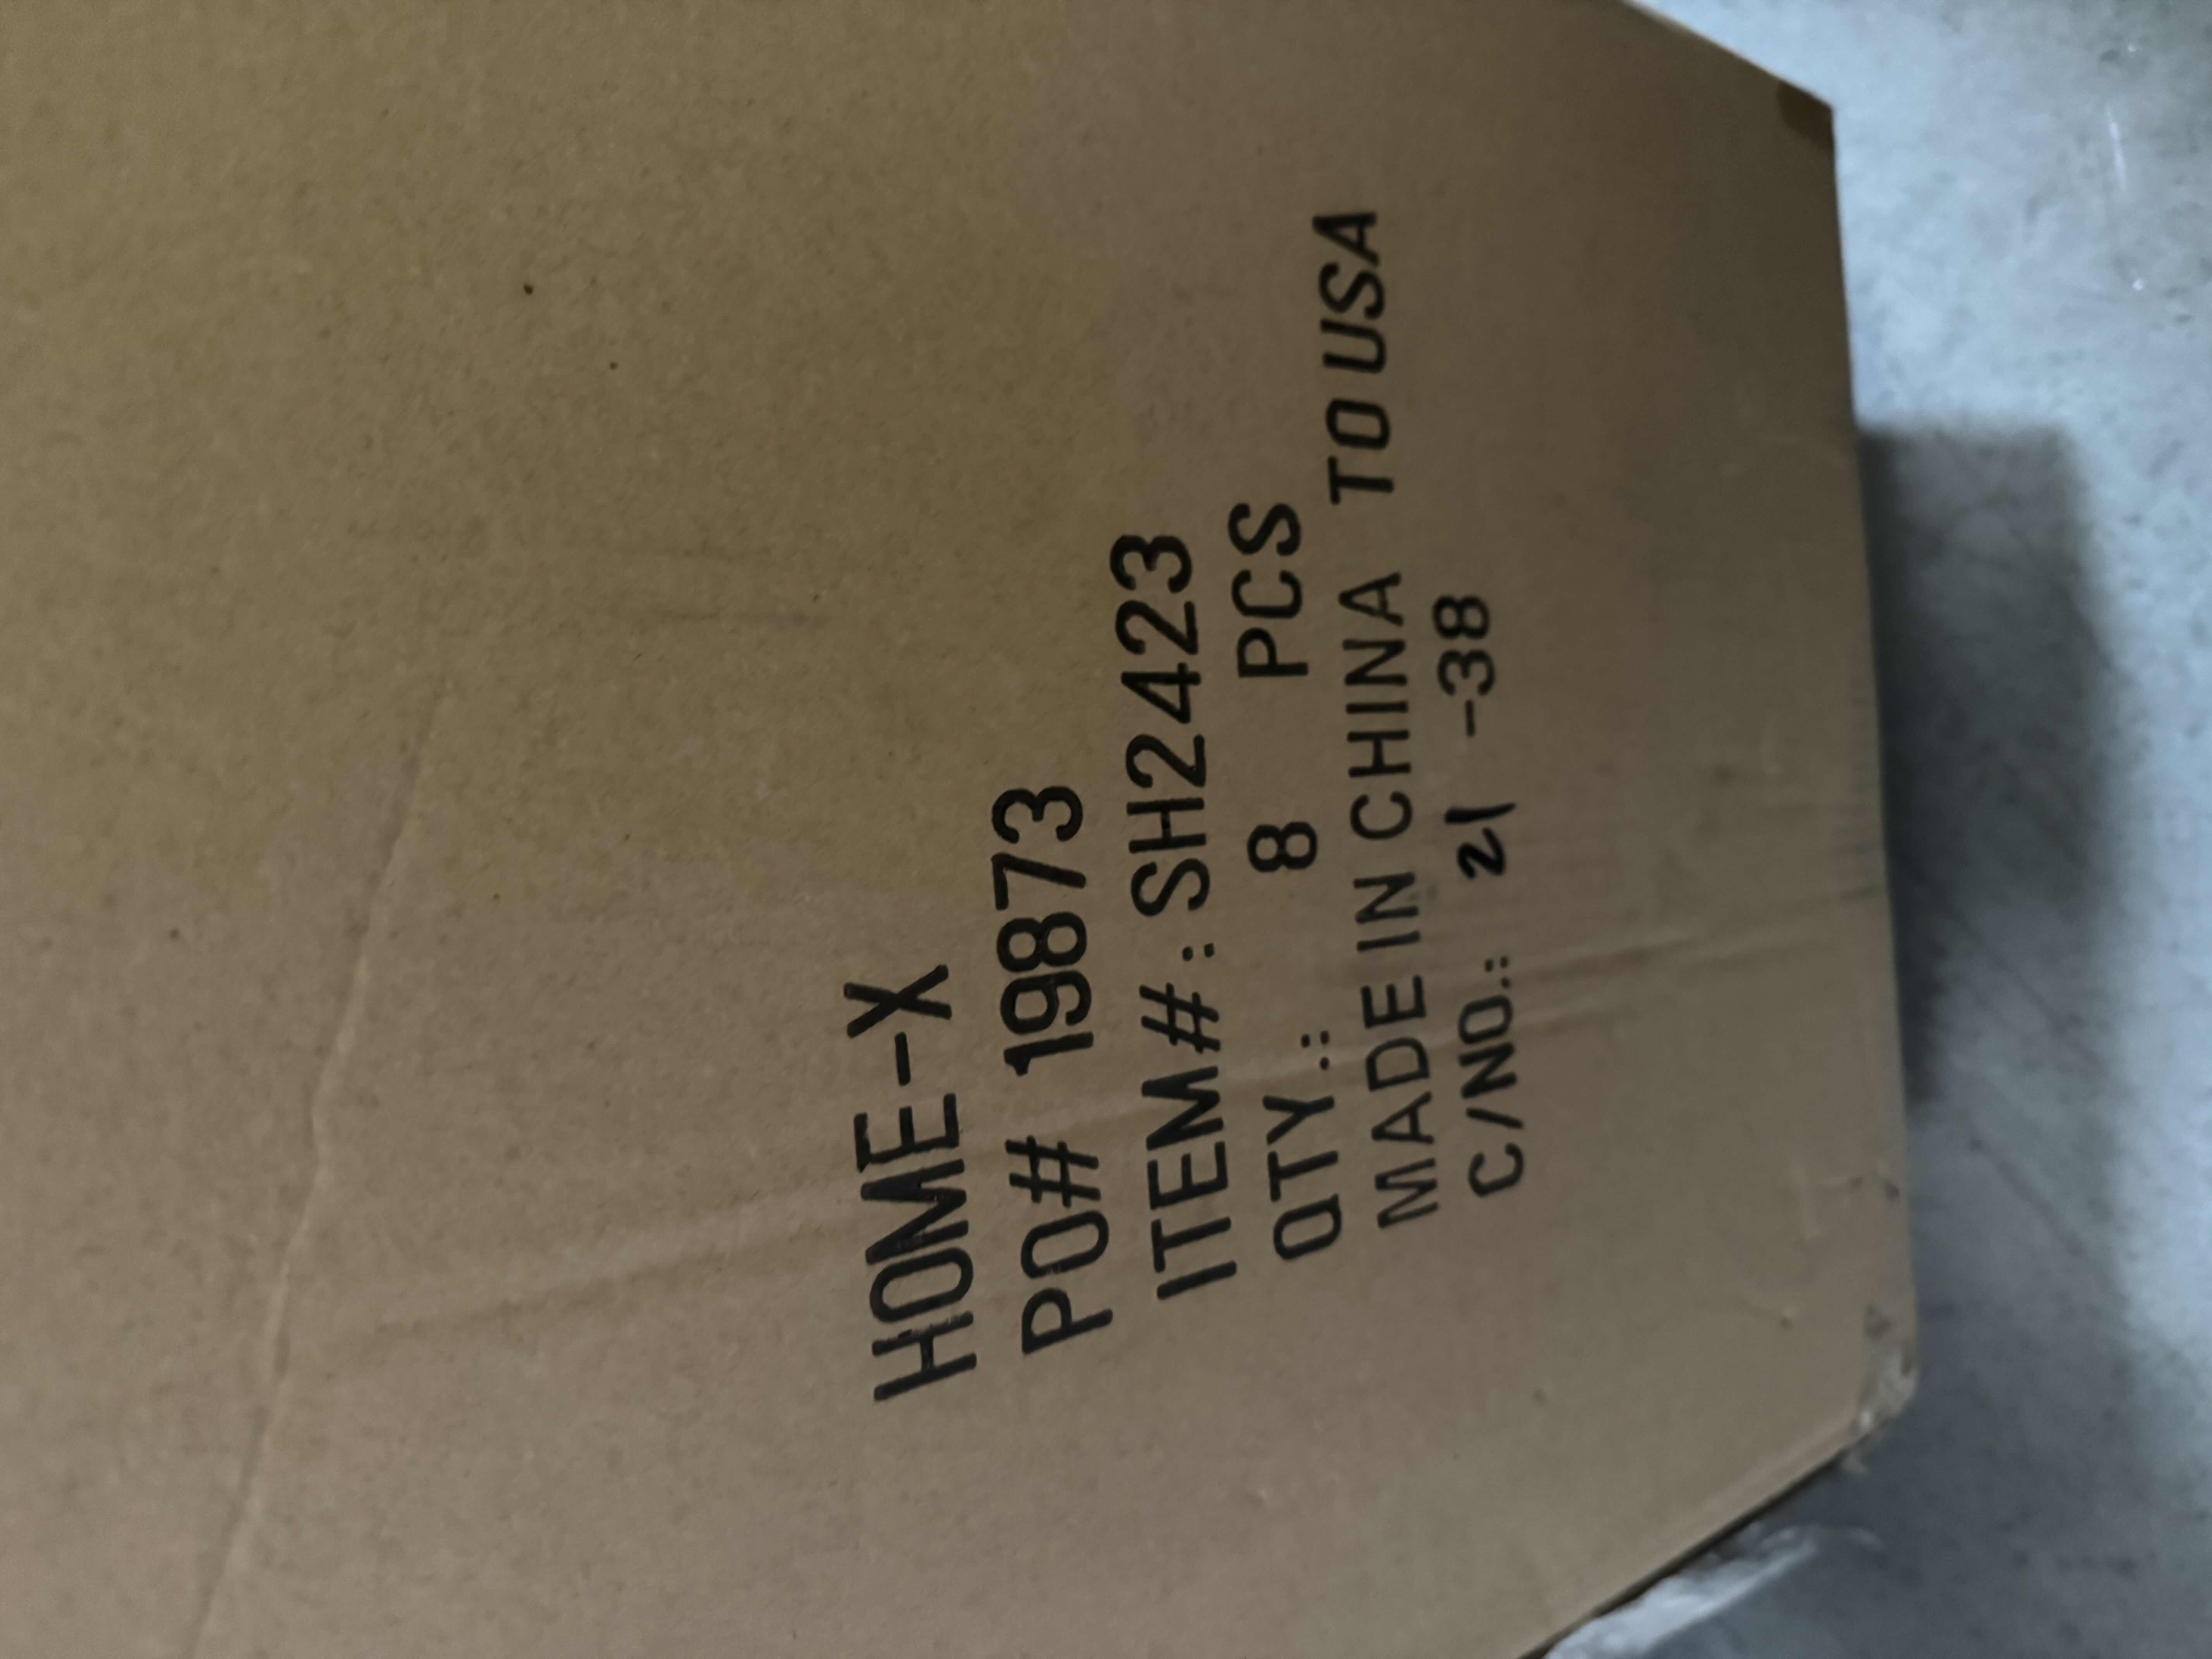 HOME-X
PO# 19873
ITEM#: SH2423
QTY.: 8 PCS
MADE IN CHINA TO USA
C/NO.: 21 -38